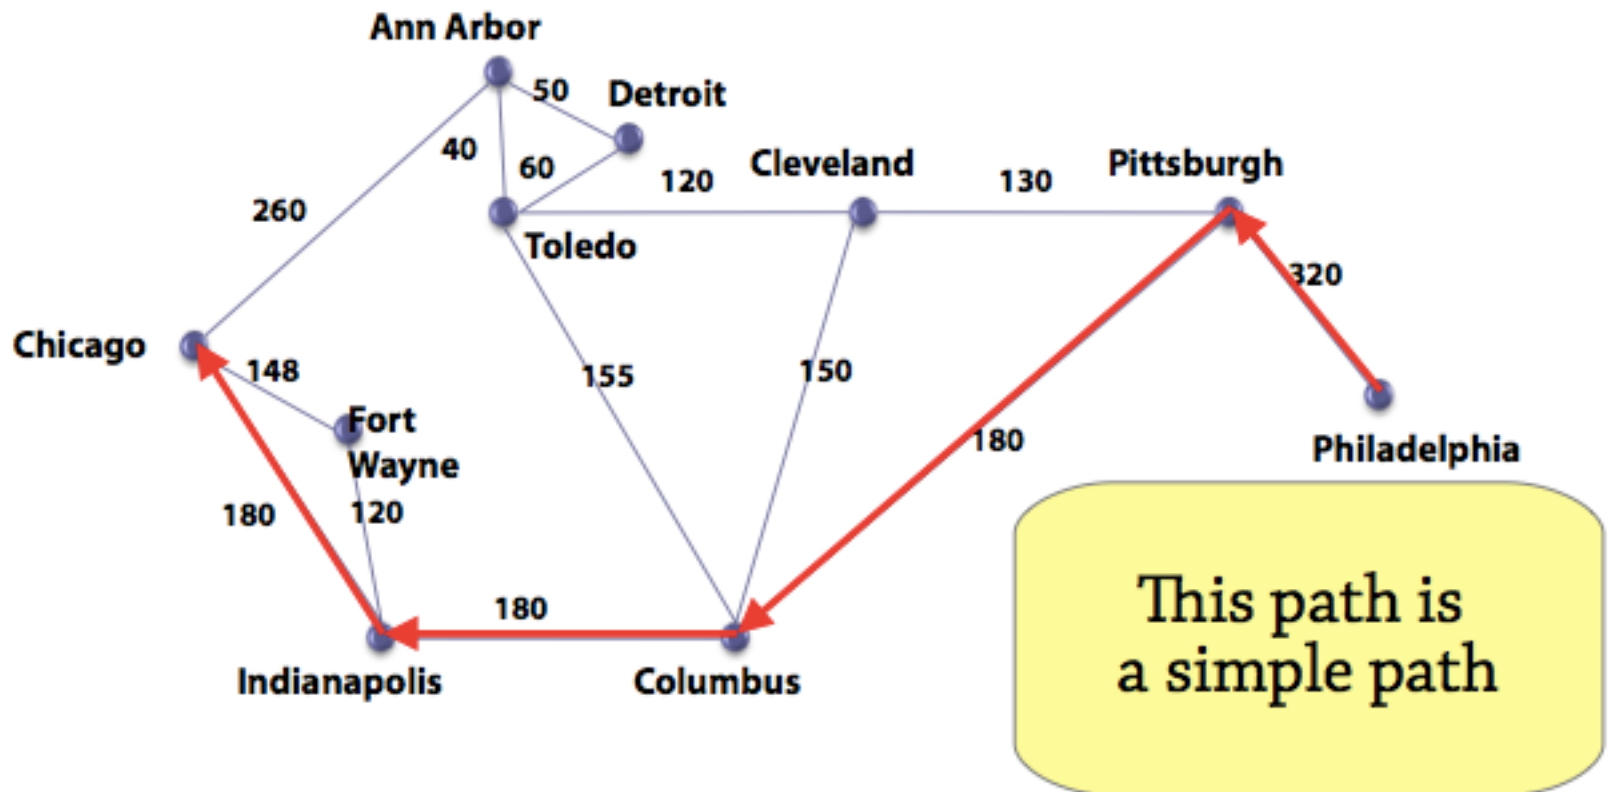 Ann Arbor
50
Detroit
40
60
120
Cleveland
130
Pittsburgh
260
Toledo
320
Chicago
148
155
150
Fort
Wayne
180
Philadelphia
180
120
180
Indianapolis
Columbus
This path is
a simple path